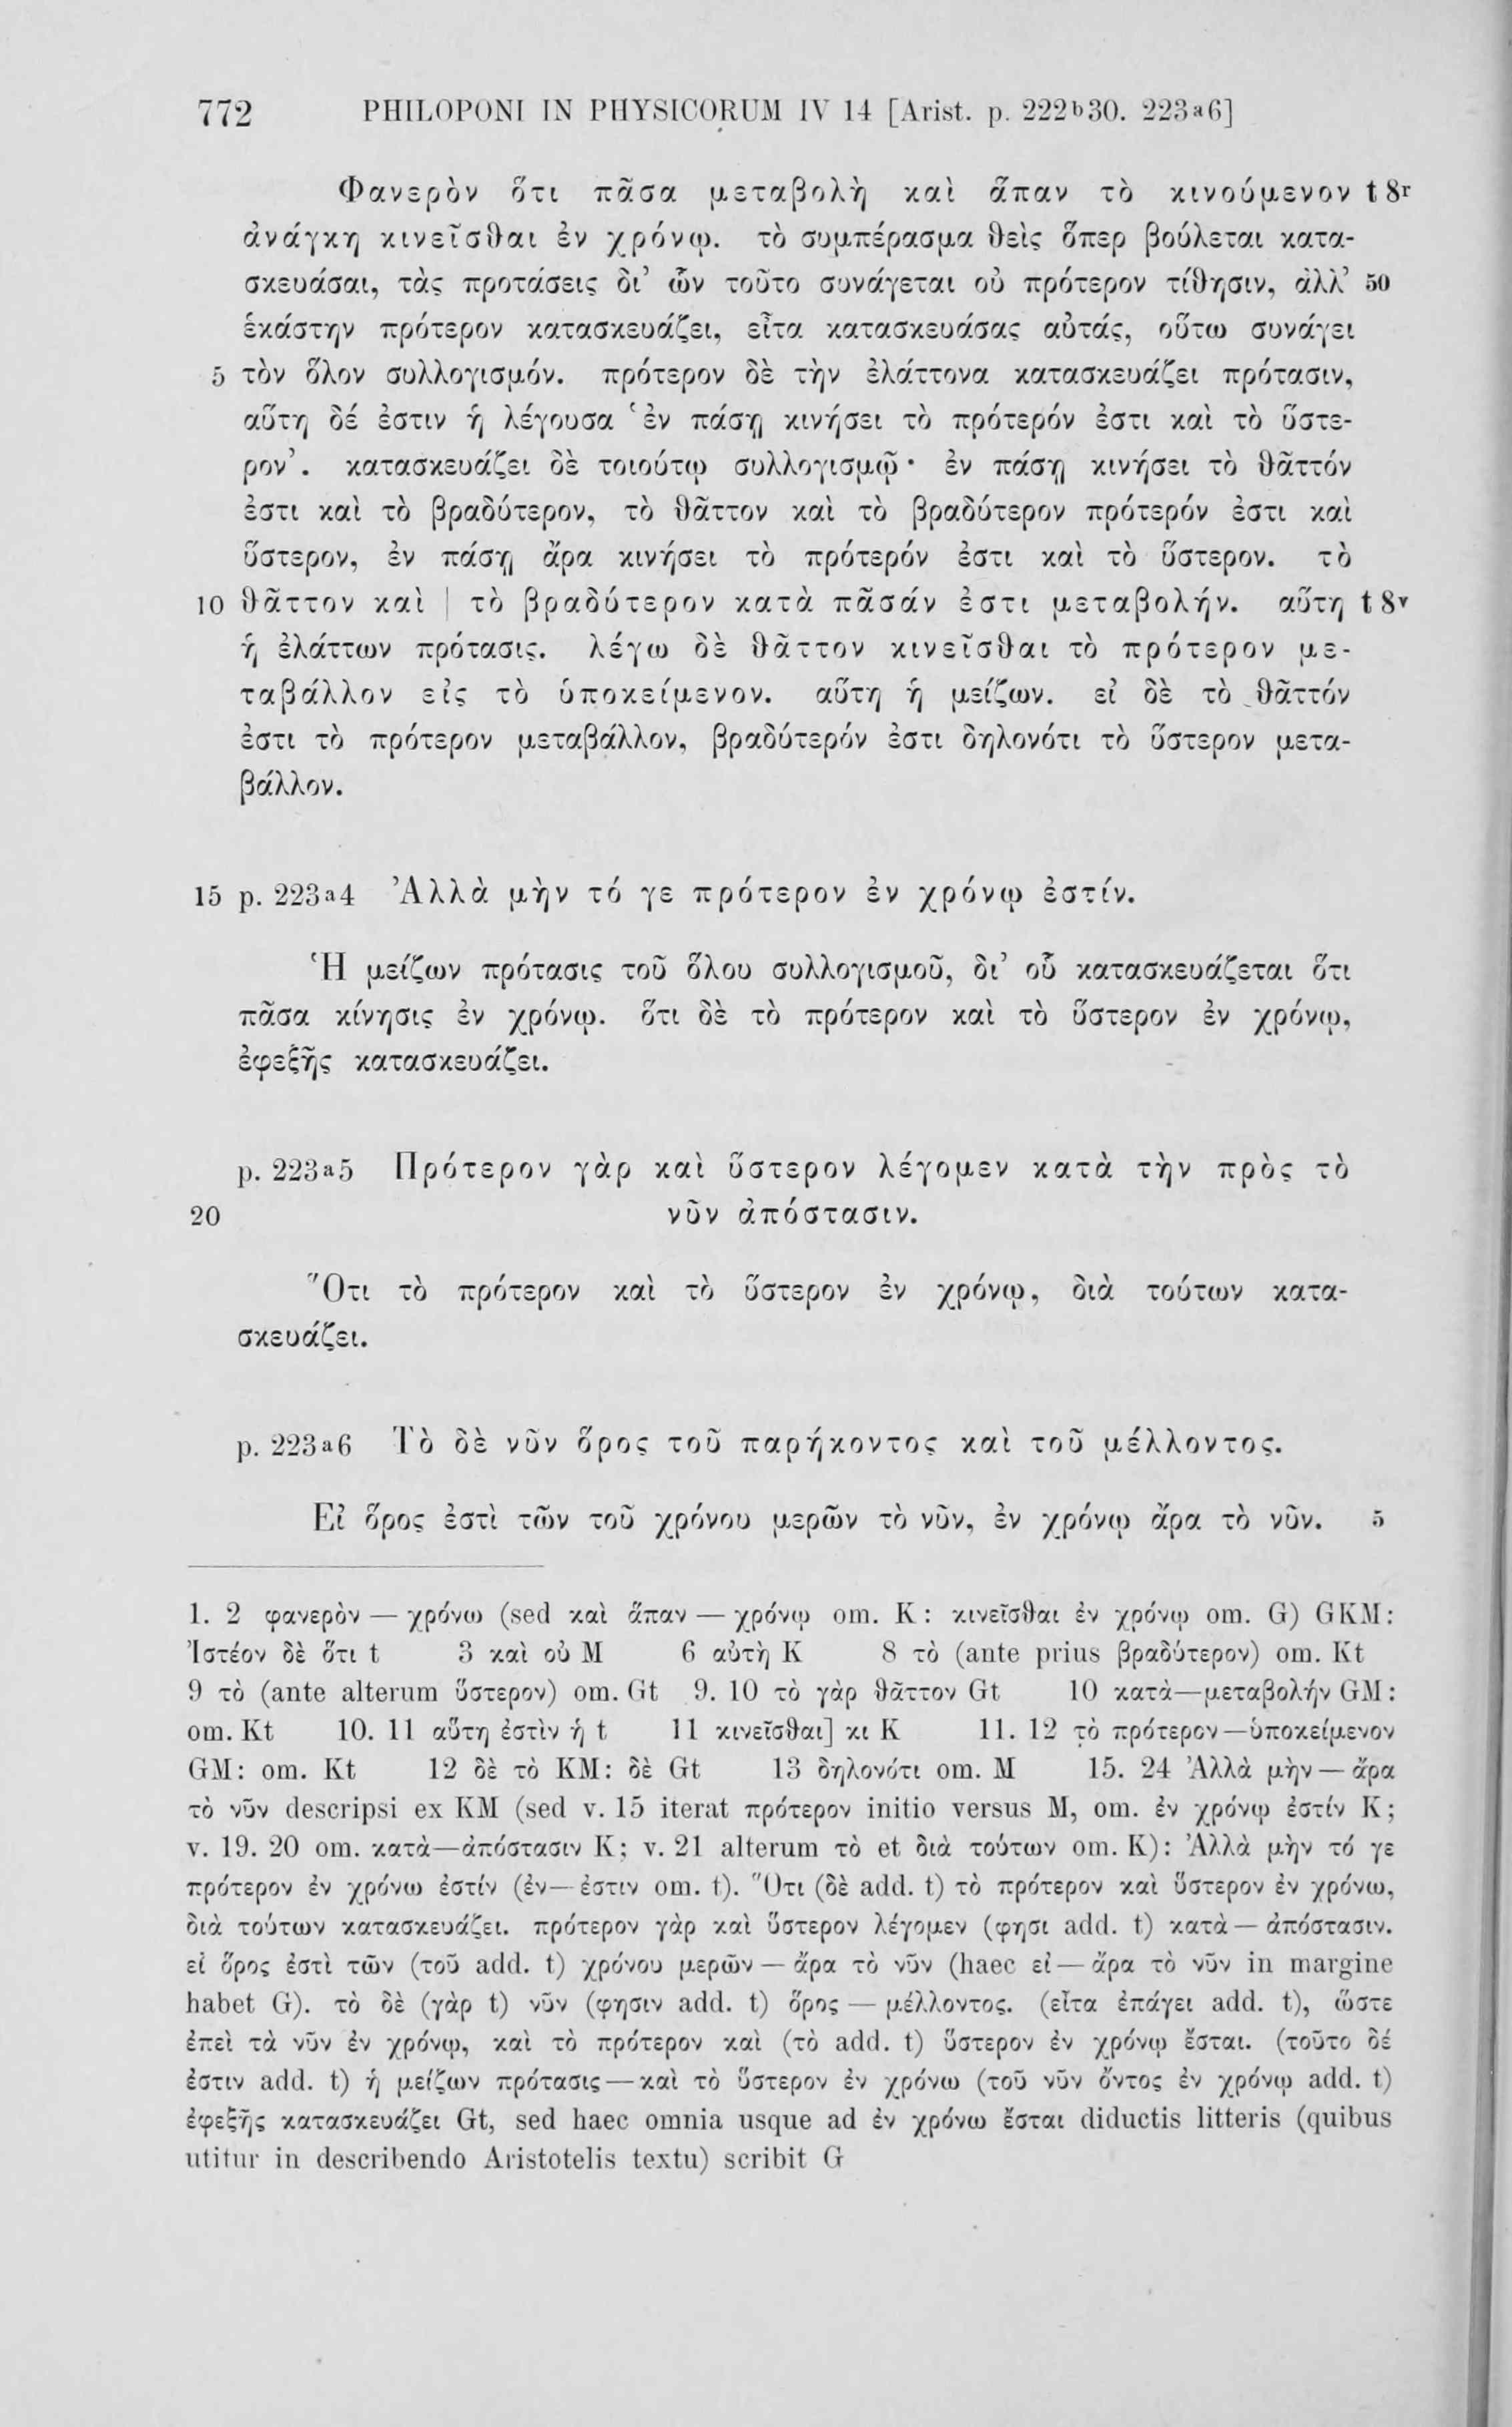 772 PHILOPONI IN PHYSICORUM IV 14 [Arist. p. 222ᵇ30. 223ᵃ6]
Φανερὸν ὅτι πᾶσα μεταβολὴ καὶ ἅπαν τὸ κινούμενον t 8ʳ
ἀνάγκη κινεῖσθαι ἐν χρόνῳ. τὸ συμπέρασμα θεὶς ὅπερ βούλεται κατα-
σκευάσαι, τὰς προτάσεις δι’ ὧν τοῦτο συνάγεται οὐ πρότερον τίθησιν, ἀλλ’ 50
ἑκάστην πρότερον κατασκευάζει, εἶτα κατασκευάσας αὐτάς, οὕτω συνάγει
5 τὸν ὅλον συλλογισμόν. πρότερον δὲ τὴν ἐλάττονα κατασκευάζει πρότασιν,
αὕτη δέ ἐστιν ἡ λέγουσα ‘ἐν πάσῃ κινήσει τὸ πρότερόν ἐστι καὶ τὸ ὕστε-
ρον’. κατασκευάζει δὲ τοιούτῳ συλλογισμῷ· ἐν πάσῃ κινήσει τὸ θᾶττόν
ἐστι καὶ τὸ βραδύτερον, τὸ θᾶττον καὶ τὸ βραδύτερον πρότερόν ἐστι καὶ
ὕστερον, ἐν πάσῃ ἄρα κινήσει τὸ πρότερόν ἐστι καὶ τὸ ὕστερον. τὸ
10 θᾶττον καὶ | τὸ βραδύτερον κατὰ πᾶσάν ἐστι μεταβολήν. αὕτη t 8ᵛ
ἡ ἐλάττων πρότασις. λέγω δὲ θᾶττον κινεῖσθαι τὸ πρότερον με-
ταβάλλον εἰς τὸ ὑποκείμενον. αὕτη ἡ μείζων. εἰ δὲ τὸ θᾶττόν
ἐστι τὸ πρότερον μεταβάλλον, βραδύτερόν ἐστι δηλονότι τὸ ὕστερον μετα-
βάλλον.
15 p. 223ᵃ4 Ἀλλὰ μὴν τό γε πρότερον ἐν χρόνῳ ἐστίν.
Ἡ μείζων πρότασις τοῦ ὅλου συλλογισμοῦ, δι’ οὗ κατασκευάζεται ὅτι
πᾶσα κίνησις ἐν χρόνῳ. ὅτι δὲ τὸ πρότερον καὶ τὸ ὕστερον ἐν χρόνῳ,
ἐφεξῆς κατασκευάζει.
p. 223ᵃ5 Πρότερον γὰρ καὶ ὕστερον λέγομεν κατὰ τὴν πρὸς τὸ
20 νῦν ἀπόστασιν.
Ὅτι τὸ πρότερον καὶ τὸ ὕστερον ἐν χρόνῳ, διὰ τούτων κατα-
σκευάζει.
p. 223ᵃ6 Τὸ δὲ νῦν ὅρος τοῦ παρήκοντος καὶ τοῦ μέλλοντος.
Εἰ ὅρος ἐστὶ τῶν τοῦ χρόνου μερῶν τὸ νῦν, ἐν χρόνῳ ἄρα τὸ νῦν. 5
1. 2 φανερὸν — χρόνω (sed καὶ ἅπαν — χρόνῳ om. K: κινεῖσθαι ἐν χρόνῳ om. G) GKM:
Ἰστέον δὲ ὅτι t 3 καὶ οὐ M 6 αὐτὴ K 8 τὸ (ante prius βραδύτερον) om. Kt
9 τὸ (ante alterum ὕστερον) om. Gt 9. 10 τὸ γὰρ θᾶττον Gt 10 κατὰ—μεταβολήν GM:
om. Kt 10. 11 αὕτη ἐστὶν ἡ t 11 κινεῖσθαι] κι K 11. 12 τὸ πρότερον—ὑποκείμενον
GM: om. Kt 12 δὲ τὸ KM: δὲ Gt 13 δηλονότι om. M 15. 24 Ἀλλὰ μὴν — ἄρα
τὸ νῦν descripsi ex KM (sed v. 15 iterat πρότερον initio versus M, om. ἐν χρόνῳ ἐστίν K;
v. 19. 20 om. κατὰ—ἀπόστασιν K; v. 21 alterum τὸ et διὰ τούτων om. K): Ἀλλὰ μὴν τό γε
πρότερον ἐν χρόνω ἐστίν (ἐν—ἐστιν om. t). Ὅτι (δὲ add. t) τὸ πρότερον καὶ ὕστερον ἐν χρόνω,
διὰ τούτων κατασκευάζει. πρότερον γὰρ καὶ ὕστερον λέγομεν (φησι add. t) κατὰ — ἀπόστασιν.
εἰ ὅρος ἐστὶ τῶν (τοῦ add. t) χρόνου μερῶν — ἄρα τὸ νῦν (haec εἰ — ἄρα τὸ νῦν in margine
habet G). τὸ δὲ (γὰρ t) νῦν (φησιν add. t) ὅρος — μέλλοντος. (εἶτα ἐπάγει add. t), ὥστε
ἐπεὶ τὰ νῦν ἐν χρόνῳ, καὶ τὸ πρότερον καὶ (τὸ add. t) ὕστερον ἐν χρόνῳ ἔσται. (τοῦτο δέ
ἐστιν add. t) ἡ μείζων πρότασις — καὶ τὸ ὕστερον ἐν χρόνω (τοῦ νῦν ὄντος ἐν χρόνῳ add. t)
ἐφεξῆς κατασκευάζει Gt, sed haec omnia usque ad ἐν χρόνω ἔσται diductis litteris (quibus
utitur in describendo Aristotelis textu) scribit G